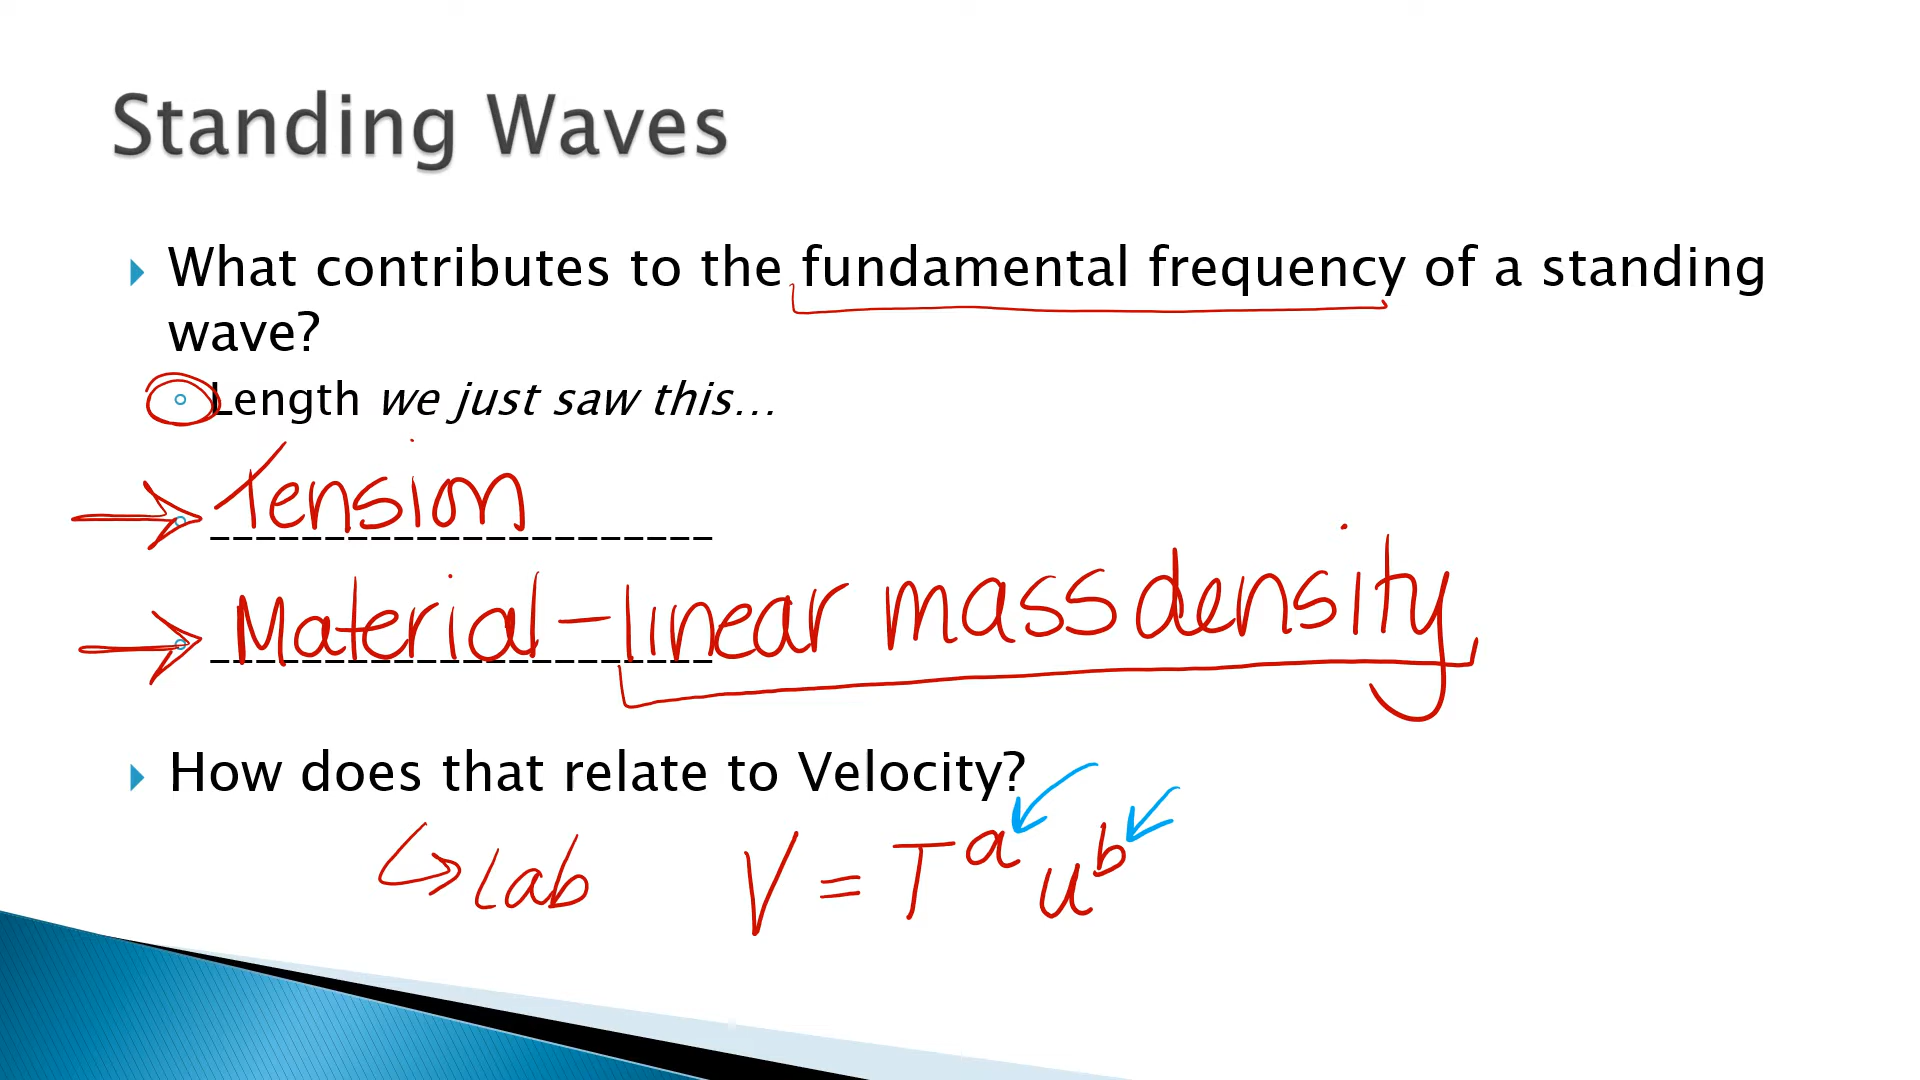 Standing Waves
What contributes to the fundamental frequency of a standing
wave?
Length we just saw this...
Tension
Material - linear mass density
How does that relate to Velocity?
↳ Lab V = T^a u^b